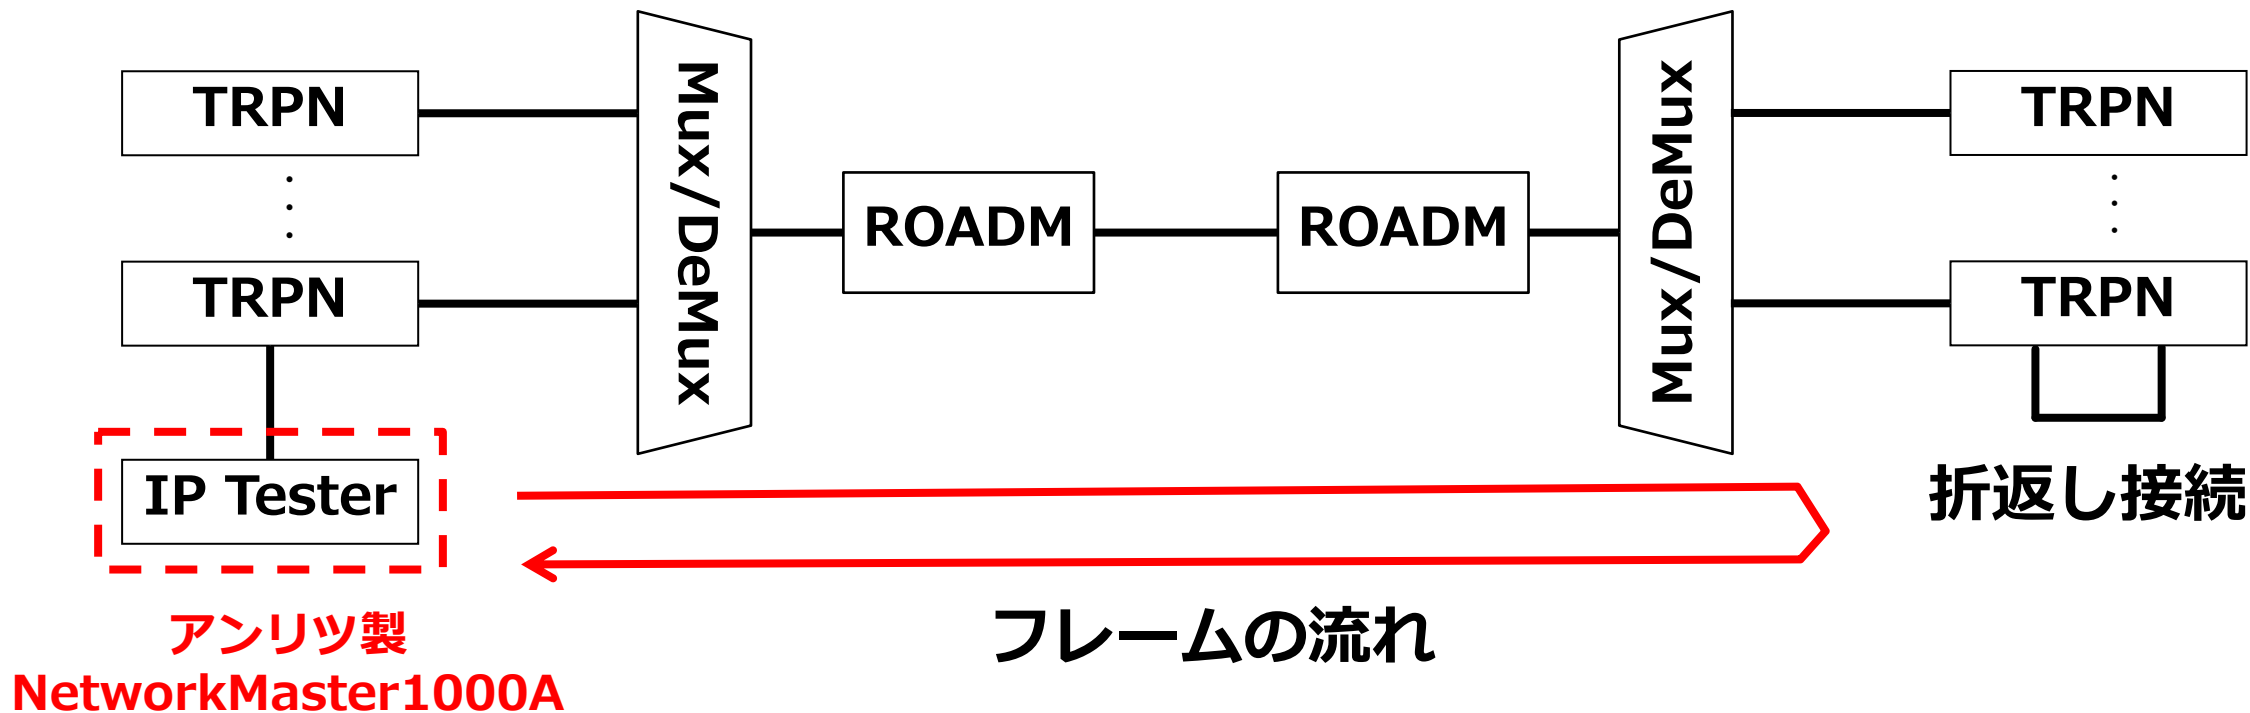 TRPN
TRPN
Mux/DeMux
ROADM
ROADM
Mux/DeMux
TRPN
TRPN
IP Tester
折返し接続
アンリツ製
NetworkMaster1000A
フレームの流れ